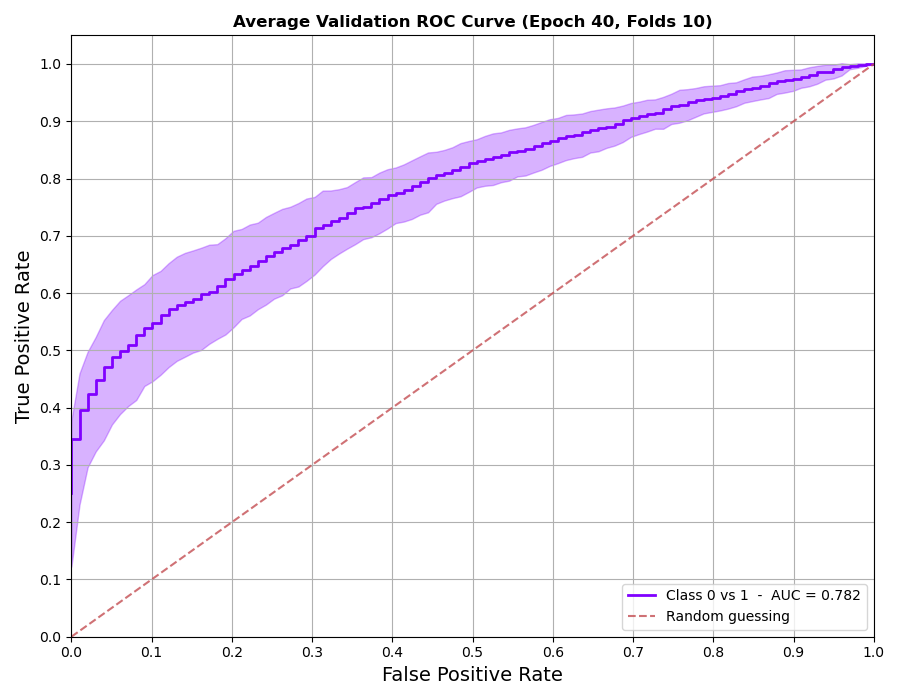 Average Validation ROC Curve (Epoch 40, Folds 10)
True Positive Rate
1.0
0.9
0.8
0.7
0.6
0.5
0.4
0.3
0.2
0.1
0.0
Class 0 vs 1 - AUC = 0.782
Random guessing
0.0 0.1 0.2 0.3 0.4 0.5 0.6 0.7 0.8 0.9 1.0
False Positive Rate